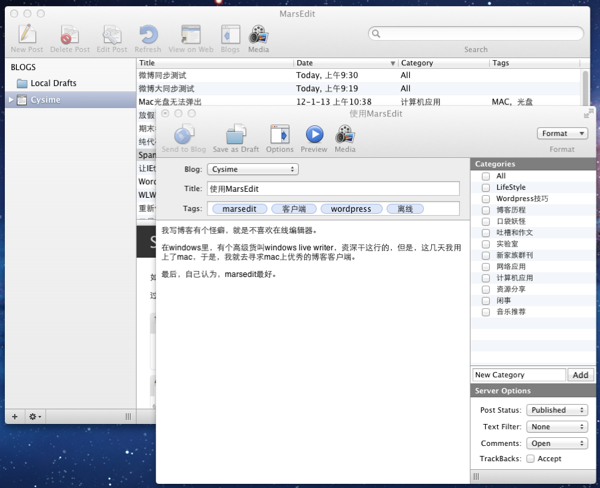 MarsEdit
New Post Delete Post Edit Post Refresh View on Web Blogs Media Search
BLOGS
Local Drafts
Cysime
Title Date Category Tags
微博同步测试 Today, 上午9:30 All
微博大同步测试 Today, 上午9:19 All
Mac光盘无法弹出 12-1-13 上午10:38 计算机应用 MAC, 光盘
放假
期末
纯代
Span
让IE
Wor
WLW
重新
使用MarsEdit
Send to Blog Save as Draft Options Preview Media Format
Format
Blog: Cysime
Title: 使用MarsEdit
Tags: marsedit 客户端 wordpress 离线
我写博客有个怪癖，就是不喜欢在线编辑器。
在windows里，有个高级货叫windows live writer，资深干这行的，但是，这几天我用
上了mac，于是，我就去寻求mac上优秀的博客客户端。
最后，自己认为，marsedit最好。
Categories
All
LifeStyle
Wordpress技巧
博客历程
口袋妖怪
吐槽和作文
实验室
新家族群刊
网络应用
计算机应用
资源分享
闲事
音乐推荐
New Category Add
Server Options
Post Status: Published
Text Filter: None
Comments: Open
TrackBacks: Accept